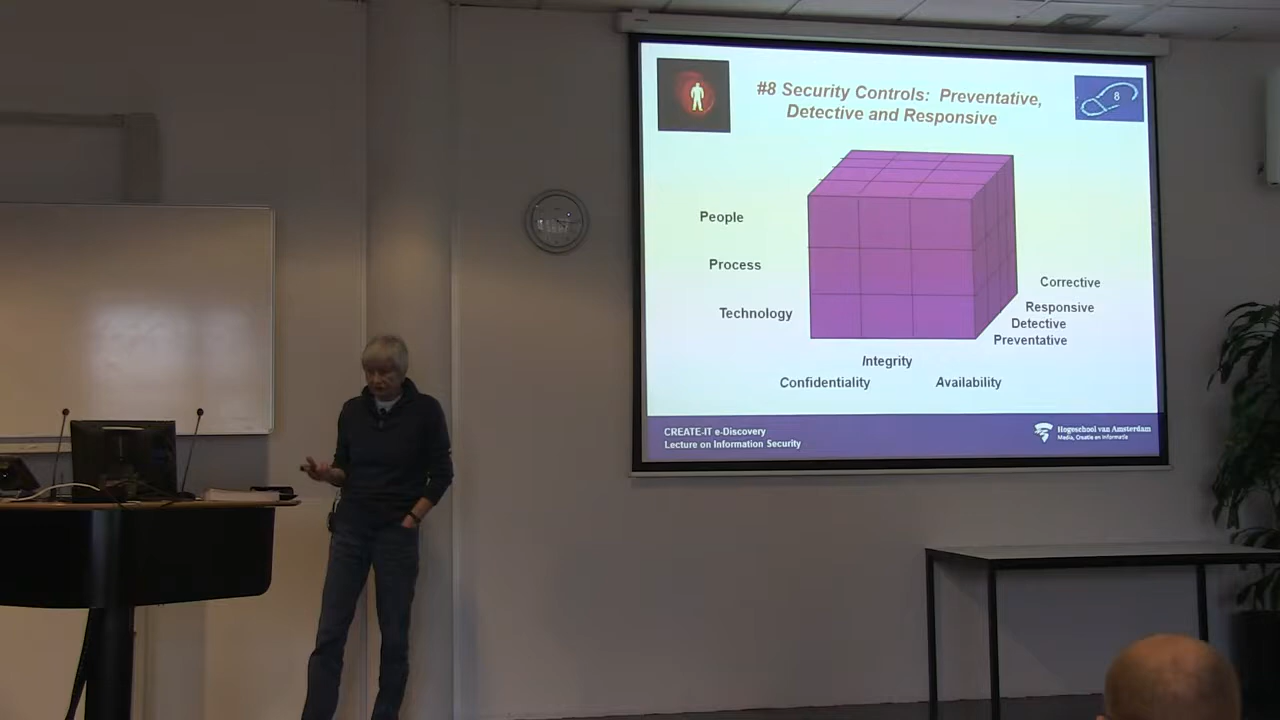 #8 Security Controls: Preventative,
Detective and Responsive
8
People
Process
Technology
Corrective
Responsive
Detective
Preventative
Integrity
Confidentiality
Availability
CREATE-IT e-Discovery
Lecture on Information Security
Hogeschool van Amsterdam
Media, Creatie en Informatie